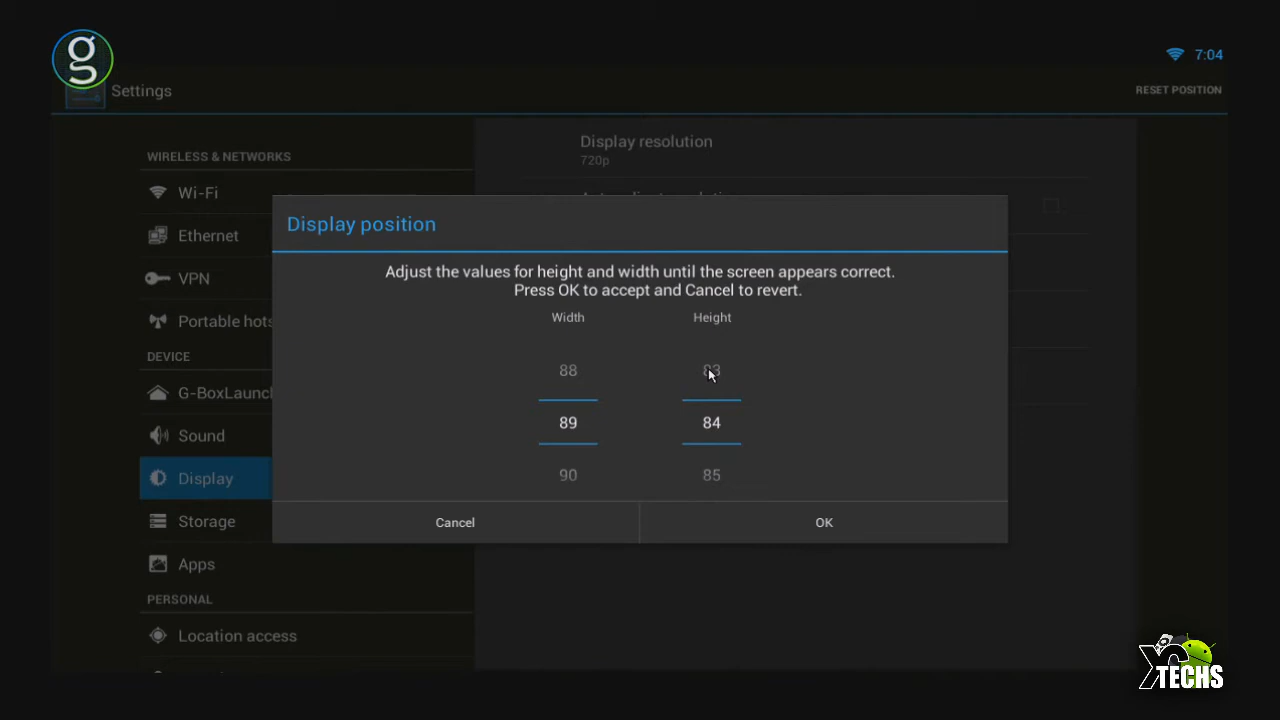 g
7:04
Settings
RESET POSITION
WIRELESS & NETWORKS
Wi-Fi
Ethernet
VPN
Portable hots
DEVICE
G-BoxLaunc
Sound
Display
Storage
Apps
PERSONAL
Location access
Display resolution
720p
Display position
Adjust the values for height and width until the screen appears correct.
Press OK to accept and Cancel to revert.
Width Height
88 83
89 84
90 85
Cancel OK
TECHS